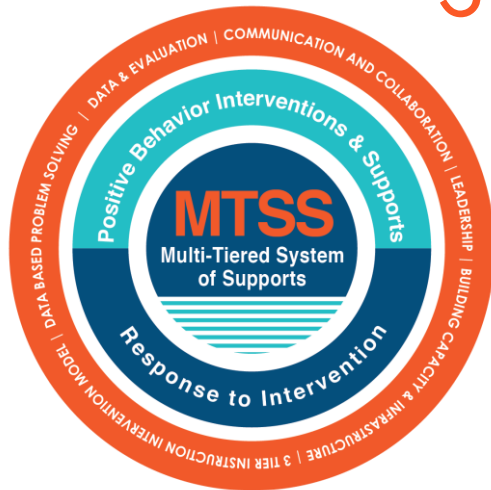 DATA & EVALUATION | COMMUNICATION AND COLLABORATION | LEADERSHIP | BUILDING CAPACITY & INFRASTRUCTURE | 3 TIER INSTRUCTION INTERVENTION MODEL | DATA BASED PROBLEM SOLVING |
Positive Behavior Interventions & Supports
MTSS
Multi-Tiered System
of Supports
Response to Intervention